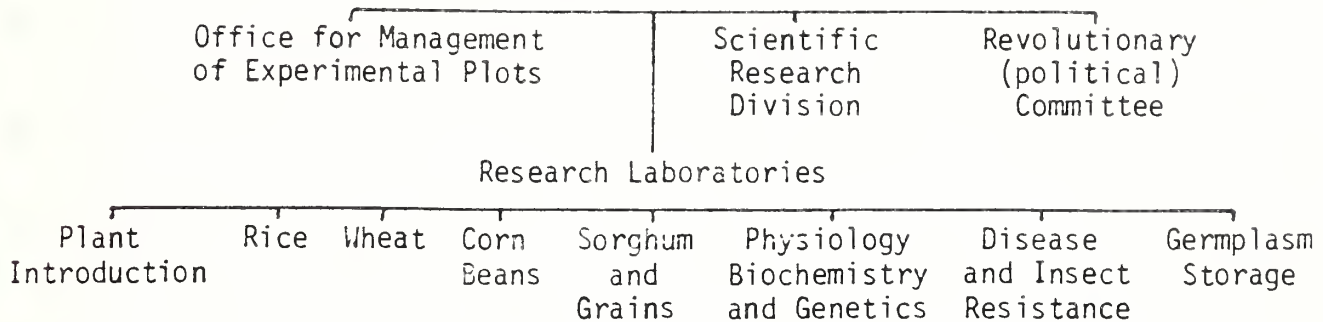 Office for Management
of Experimental Plots
Scientific
Research
Division
Revolutionary
(political)
Committee
Research Laboratories
Plant
Introduction
Rice
Wheat
Corn
Beans
Sorghum
and
Grains
Physiology
Biochemistry
and Genetics
Disease
and Insect
Resistance
Germplasm
Storage